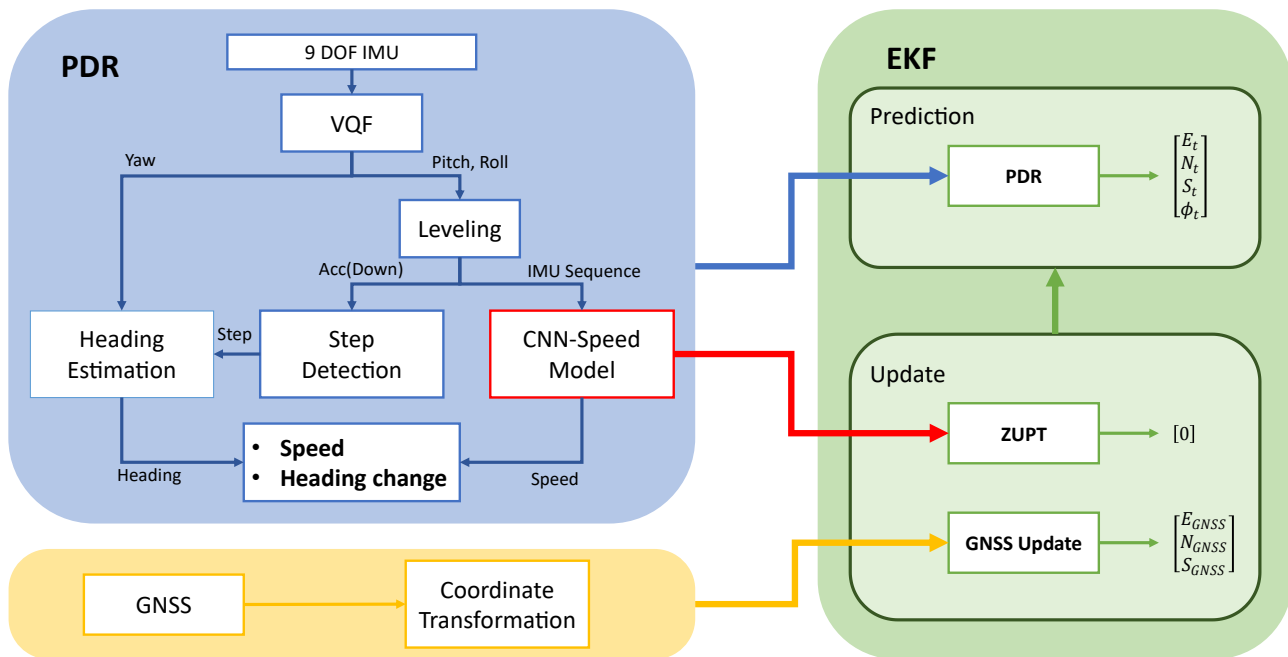 PDR
9 DOF IMU
VQF
Yaw
Pitch, Roll
Leveling
Acc(Down)
IMU Sequence
Heading
Estimation
Step
Step
Detection
CNN-Speed
Model
• Speed
• Heading change
Heading
Speed
GNSS
Coordinate
Transformation
EKF
Prediction
PDR
E_t
N_t
S_t
ϕ_t
Update
ZUPT
[0]
GNSS Update
E_GNSS
N_GNSS
S_GNSS